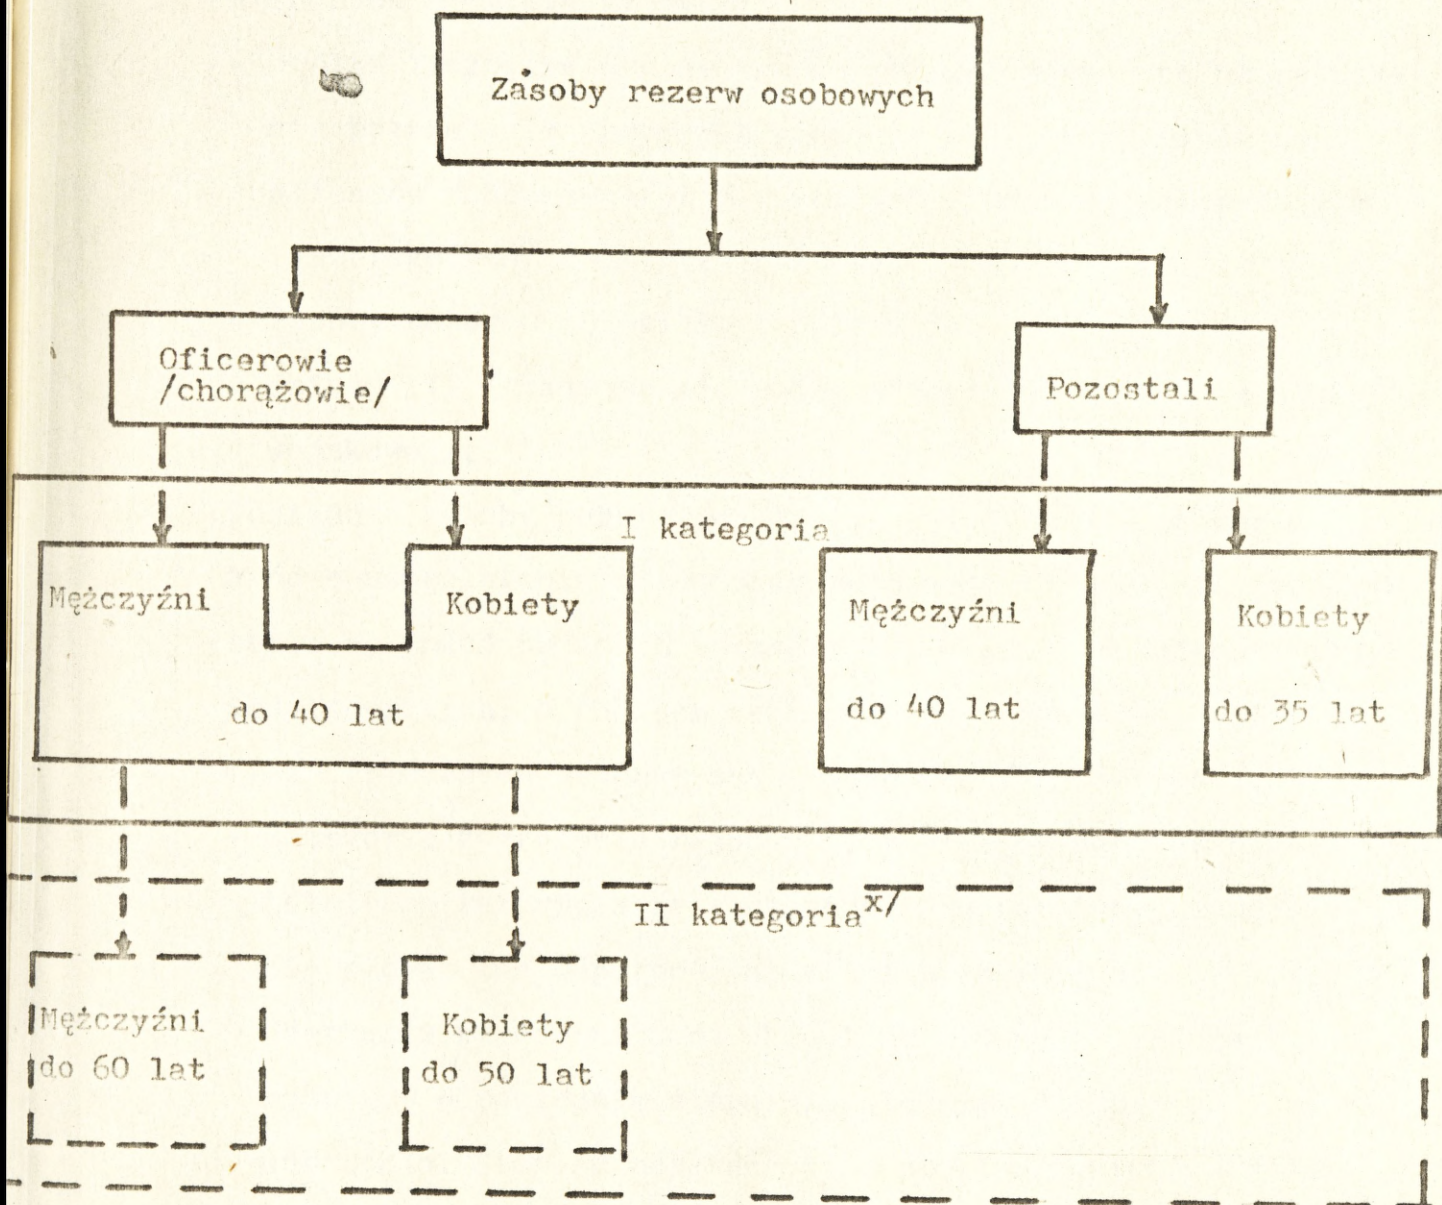 Zasoby rezerw osobowych
Oficerowie
/chorążowie/
Pozostali
I kategoria
Mężczyźni
Kobiety
do 40 lat
Mężczyźni
do 40 lat
Kobiety
do 35 lat
II kategoria x/
Mężczyźni
do 60 lat
Kobiety
do 50 lat